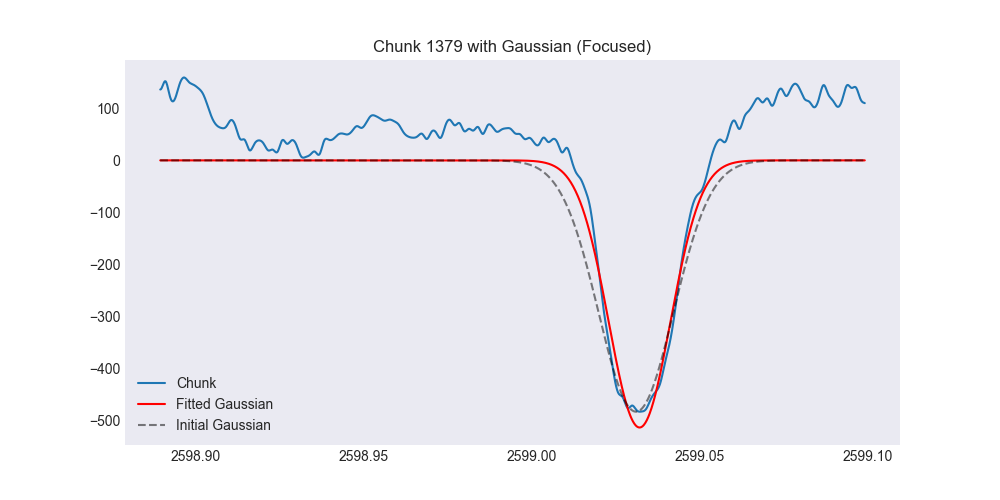 Chunk 1379 with Gaussian (Focused)
100
0
−100
−200
−300
−400
−500
Chunk
Fitted Gaussian
Initial Gaussian
2598.90 2598.95 2599.00 2599.05 2599.10